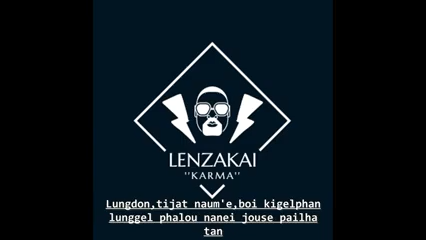 LENZAKAI
''KARMA''
Lungdon,tijat naum'e,boi kigelphan
lunggel phalou nanei jouse pailha
tan